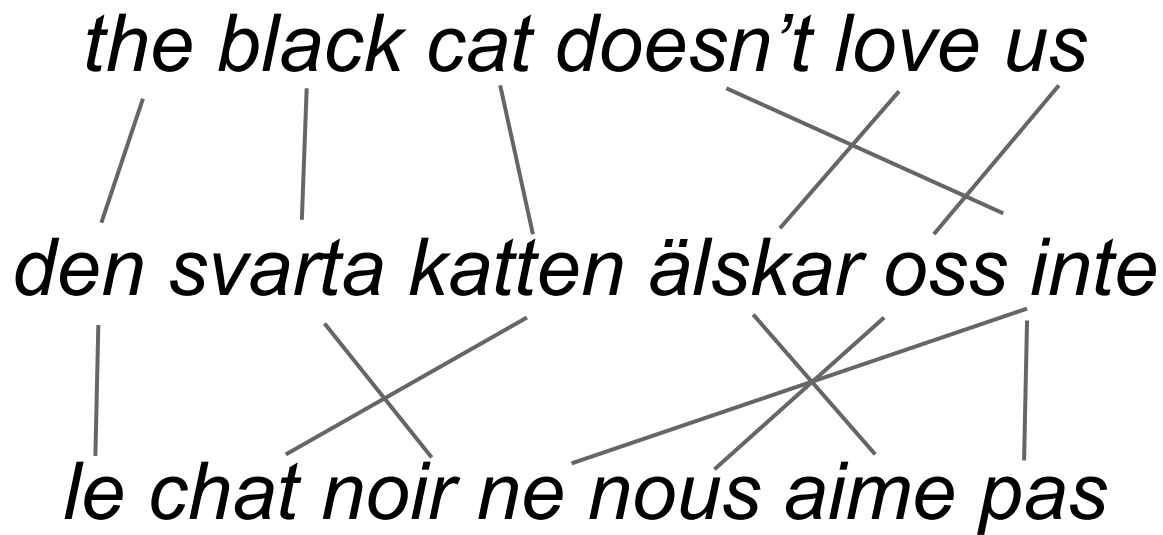 the black cat doesn’t love us
den svarta katten älskar oss inte
le chat noir ne nous aime pas